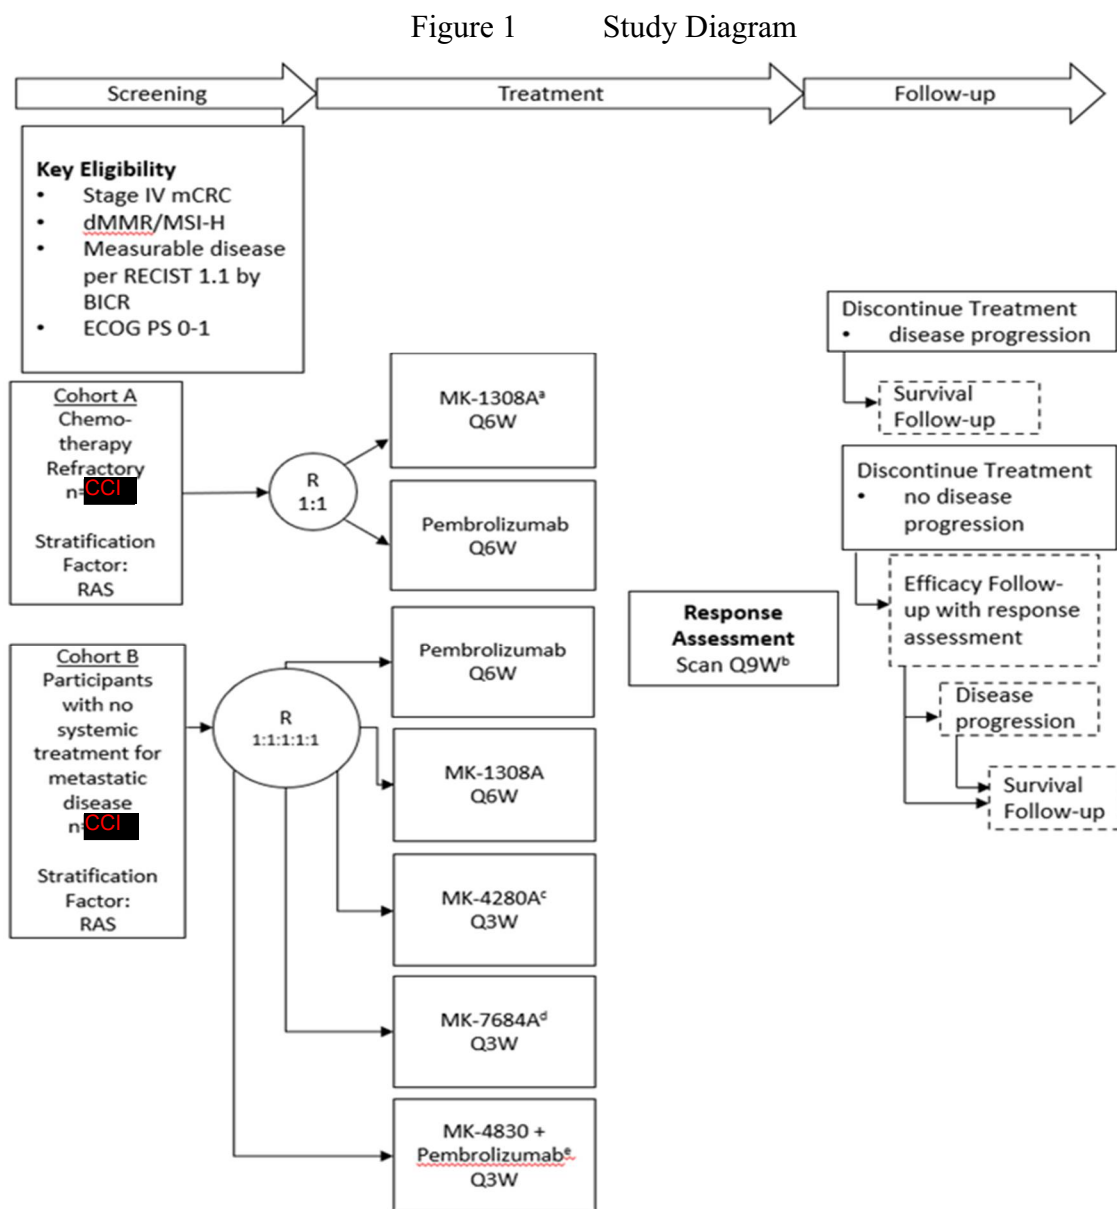 Figure 1 Study Diagram
Screening
Treatment
Follow-up
Key Eligibility
• Stage IV mCRC
• dMMR/MSI-H
• Measurable disease
per RECIST 1.1 by
BICR
• ECOG PS 0-1
Cohort A
Chemo-
therapy
Refractory
n=CCI
Stratification
Factor:
RAS
R
1:1
MK-1308Aᵃ
Q6W
Pembrolizumab
Q6W
Cohort B
Participants
with no
systemic
treatment for
metastatic
disease
n=CCI
Stratification
Factor:
RAS
R
1:1:1:1:1
Pembrolizumab
Q6W
MK-1308A
Q6W
MK-4280Aᶜ
Q3W
MK-7684Aᵈ
Q3W
MK-4830 +
Pembrolizumabᵉ
Q3W
Response
Assessment
Scan Q9Wᵇ
Discontinue Treatment
• disease progression
Survival
Follow-up
Discontinue Treatment
• no disease
progression
Efficacy Follow-
up with response
assessment
Disease
progression
Survival
Follow-up